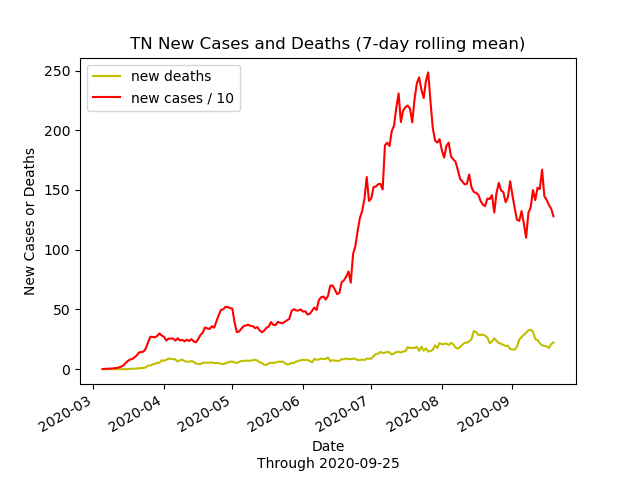 TN New Cases and Deaths (7-day rolling mean)
new deaths
new cases / 10
New Cases or Deaths
250
200
150
100
50
0
2020-03
2020-04
2020-05
2020-06
2020-07
2020-08
2020-09
Date
Through 2020-09-25